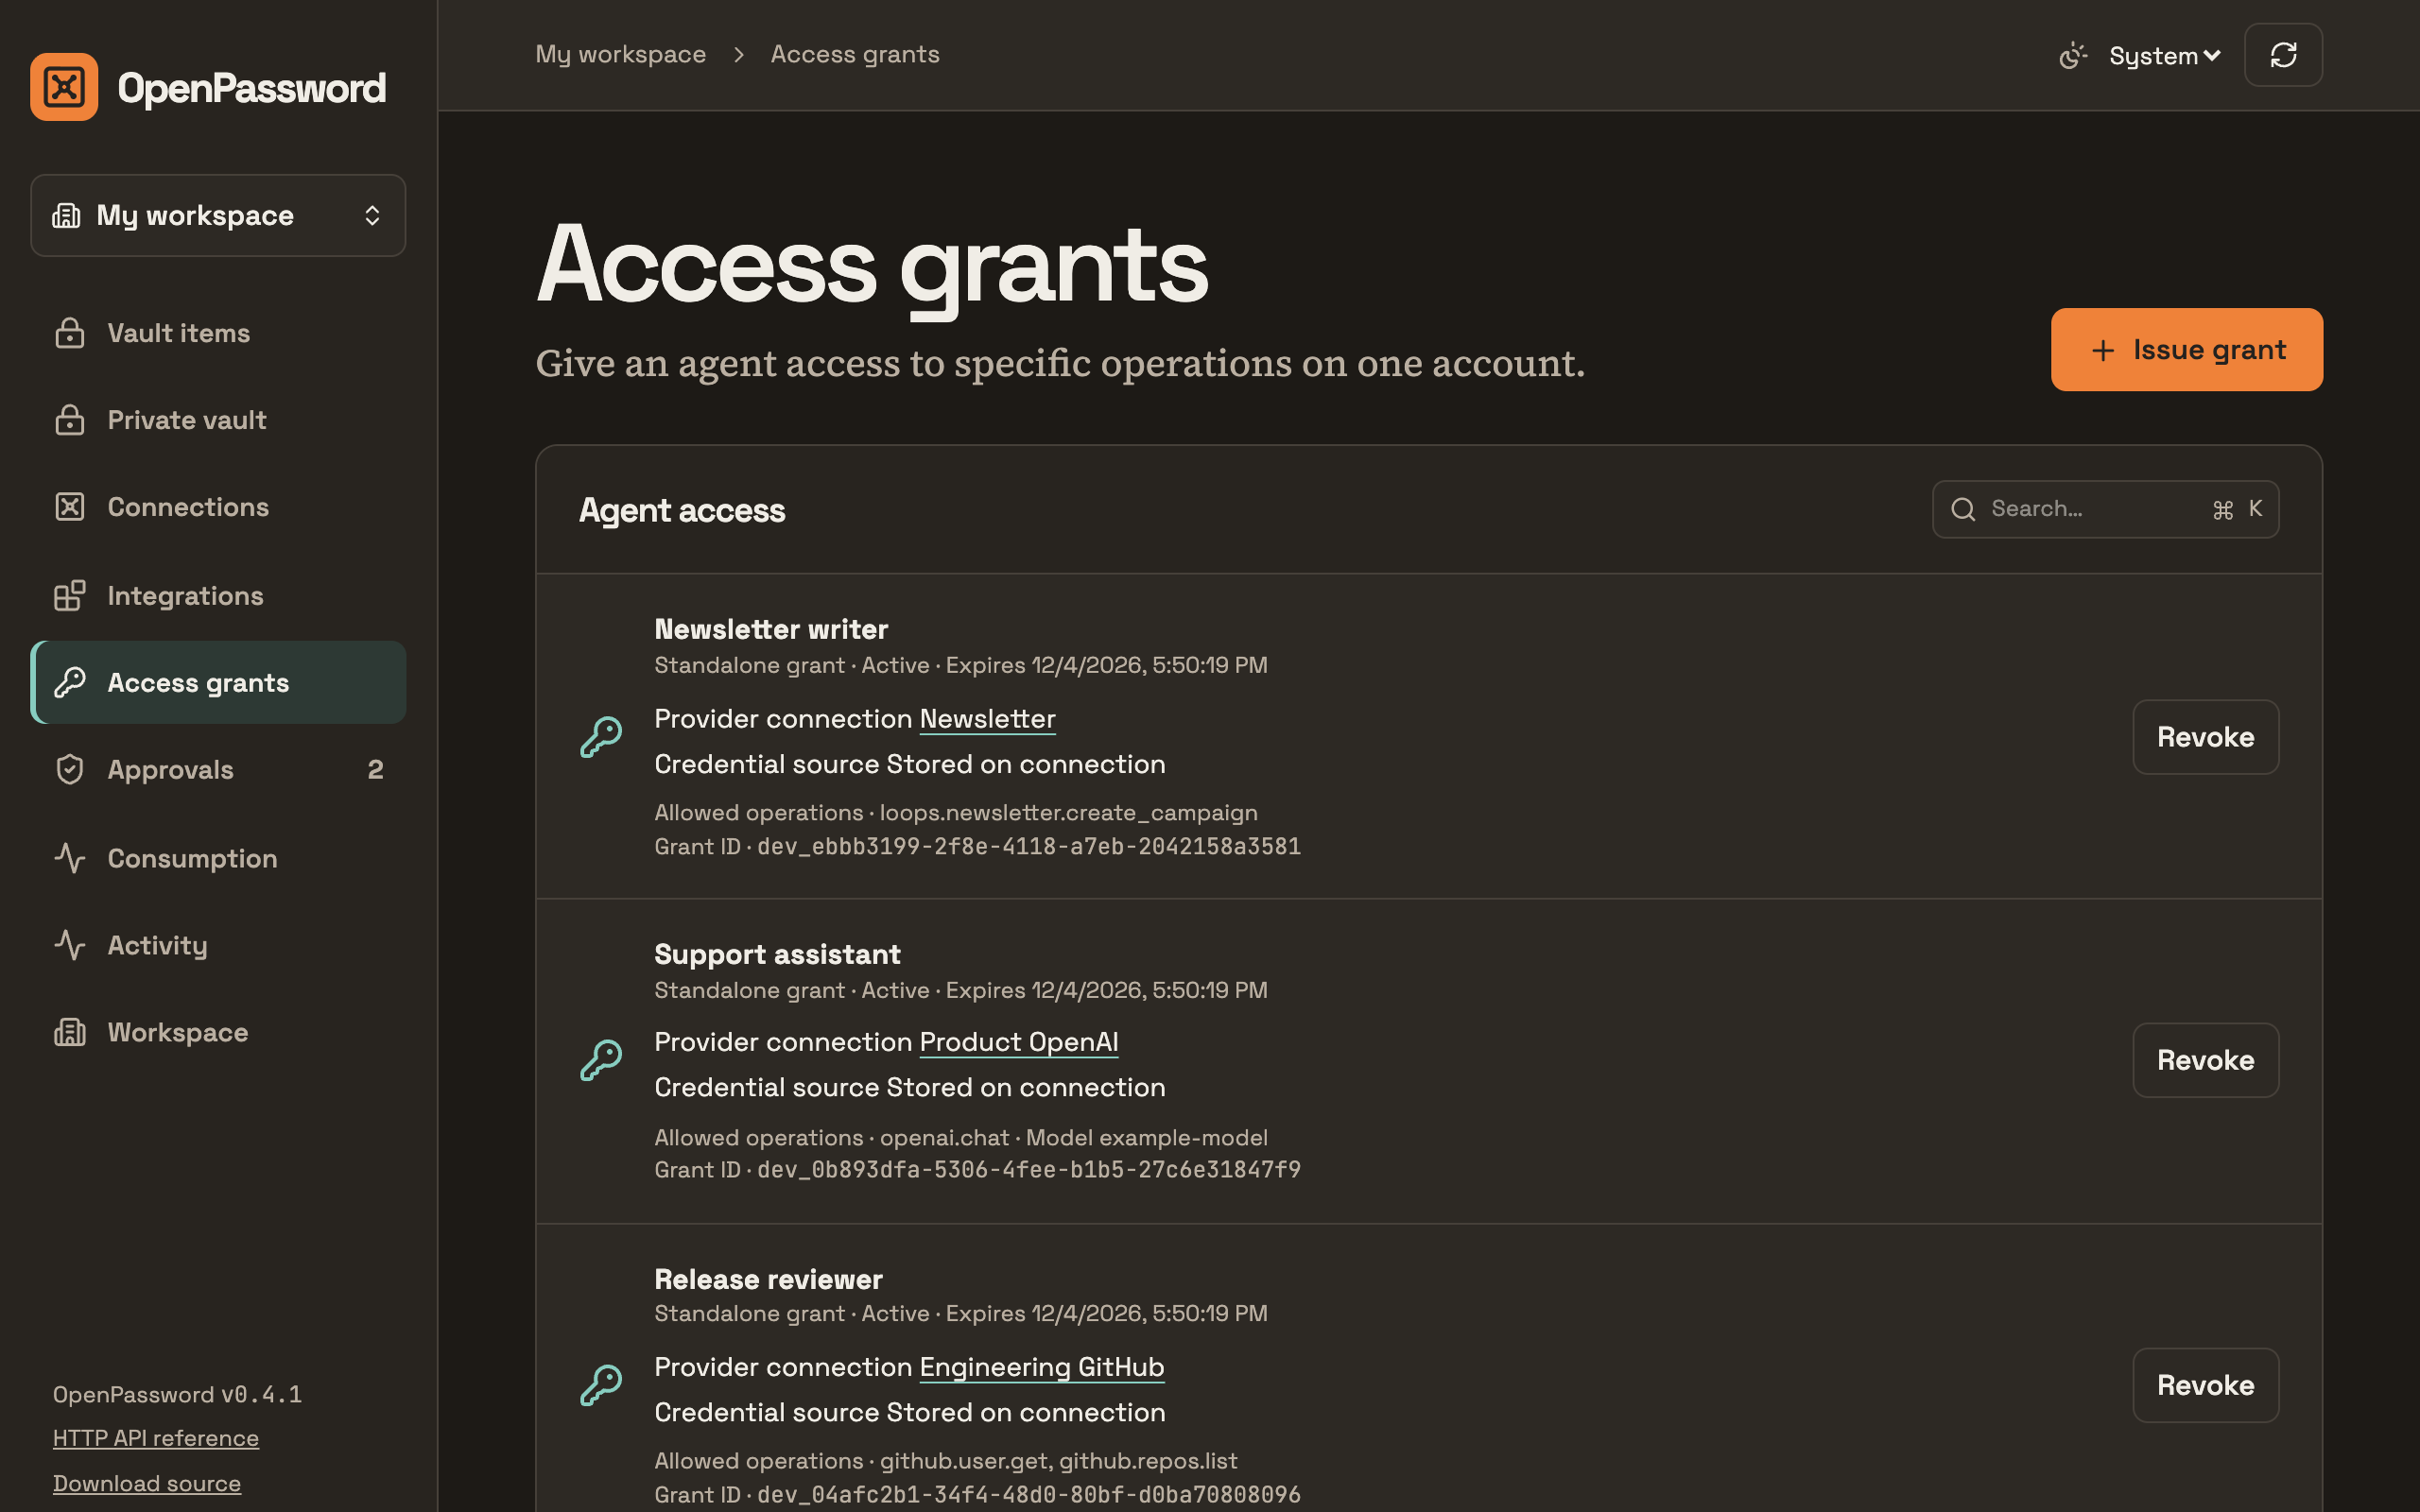 OpenPassword
My workspace
Vault items
Private vault
Connections
Integrations
Access grants
Approvals 2
Consumption
Activity
Workspace
OpenPassword v0.4.1
HTTP API reference
Download source
My workspace > Access grants
System
Access grants
Give an agent access to specific operations on one account.
+ Issue grant
Agent access
Search... ⌘ K
Newsletter writer
Standalone grant · Active · Expires 12/4/2026, 5:50:19 PM
Provider connection Newsletter
Credential source Stored on connection
Allowed operations · loops.newsletter.create_campaign
Grant ID · dev_ebbb3199-2f8e-4118-a7eb-2042158a3581
Revoke
Support assistant
Standalone grant · Active · Expires 12/4/2026, 5:50:19 PM
Provider connection Product OpenAI
Credential source Stored on connection
Allowed operations · openai.chat · Model example-model
Grant ID · dev_0b893dfa-5306-4fee-b1b5-27c6e31847f9
Revoke
Release reviewer
Standalone grant · Active · Expires 12/4/2026, 5:50:19 PM
Provider connection Engineering GitHub
Credential source Stored on connection
Allowed operations · github.user.get, github.repos.list
Grant ID · dev_04afc2b1-34f4-48d0-80bf-d0ba70808096
Revoke